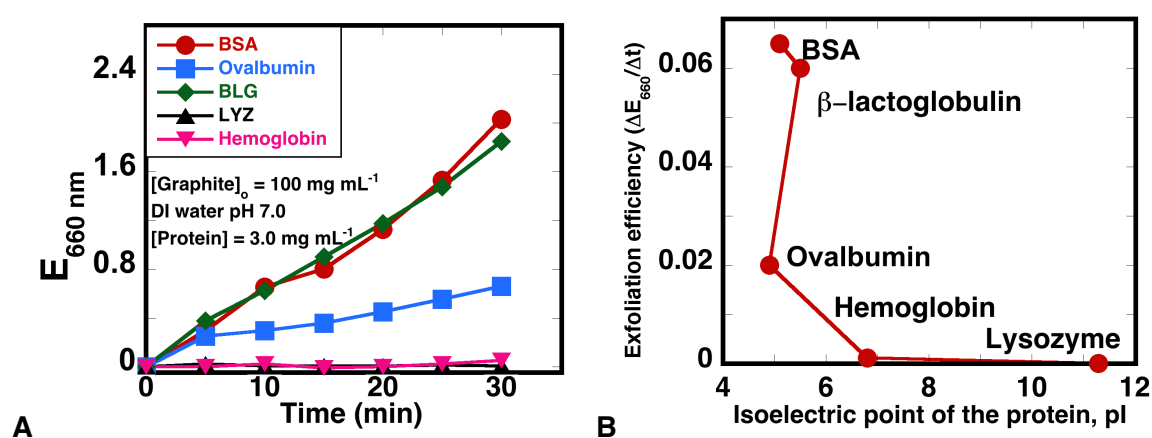 BSA
Ovalbumin
BLG
LYZ
Hemoglobin
[Graphite]o = 100 mg mL-1
DI water pH 7.0
[Protein] = 3.0 mg mL-1
E660 nm
2.4
1.6
0.8
0
0 10 20 30
Time (min)
A
Exfoliation efficiency (ΔE660/Δt)
0.06
0.04
0.02
0
BSA
β−lactoglobulin
Ovalbumin
Hemoglobin
Lysozyme
4 6 8 10 12
Isoelectric point of the protein, pI
B